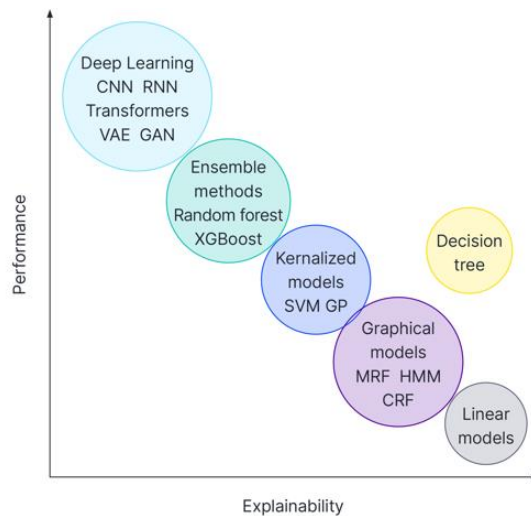 Deep Learning
CNN RNN
Transformers
VAE GAN
Ensemble
methods
Random forest
XGBoost
Kernalized
models
SVM GP
Decision
tree
Graphical
models
MRF HMM
CRF
Linear
models
Performance
Explainability